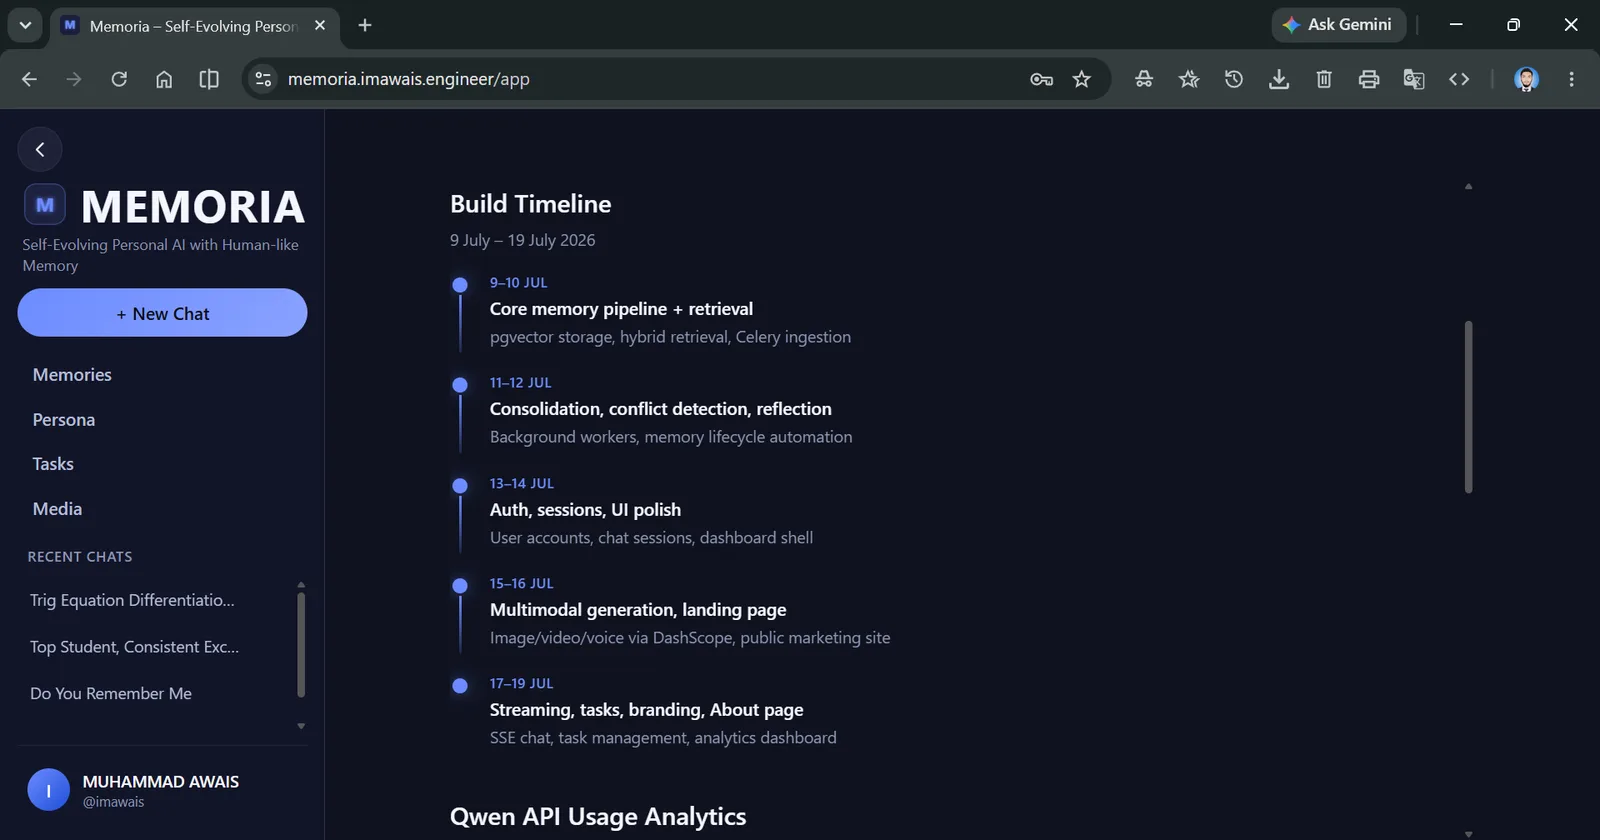 M
Memoria – Self-Evolving Person
Ask Gemini
memoria.imawais.engineer/app
M MEMORIA
Self-Evolving Personal AI with Human-like
Memory
+ New Chat
Memories
Persona
Tasks
Media
RECENT CHATS
Trig Equation Differentiatio...
Top Student, Consistent Exc...
Do You Remember Me
I
MUHAMMAD AWAIS
@imawais
Build Timeline
9 July – 19 July 2026
9–10 JUL
Core memory pipeline + retrieval
pgvector storage, hybrid retrieval, Celery ingestion
11–12 JUL
Consolidation, conflict detection, reflection
Background workers, memory lifecycle automation
13–14 JUL
Auth, sessions, UI polish
User accounts, chat sessions, dashboard shell
15–16 JUL
Multimodal generation, landing page
Image/video/voice via DashScope, public marketing site
17–19 JUL
Streaming, tasks, branding, About page
SSE chat, task management, analytics dashboard
Qwen API Usage Analytics